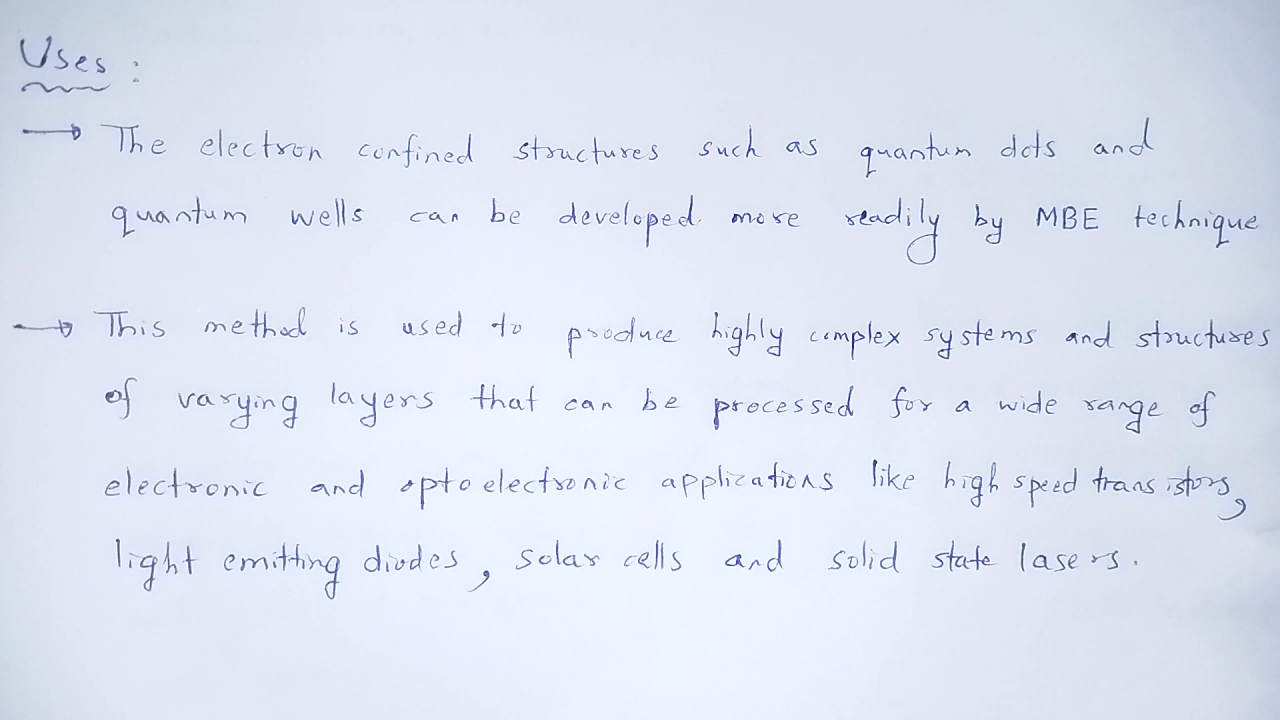 Uses :
→ The electron confined structures such as quantum dots and
quantum wells can be developed more readily by MBE technique
→ This method is used to produce highly complex systems and structures
of varying layers that can be processed for a wide range of
electronic and optoelectronic applications like high speed transistors,
light emitting diodes, solar cells and solid state lasers.